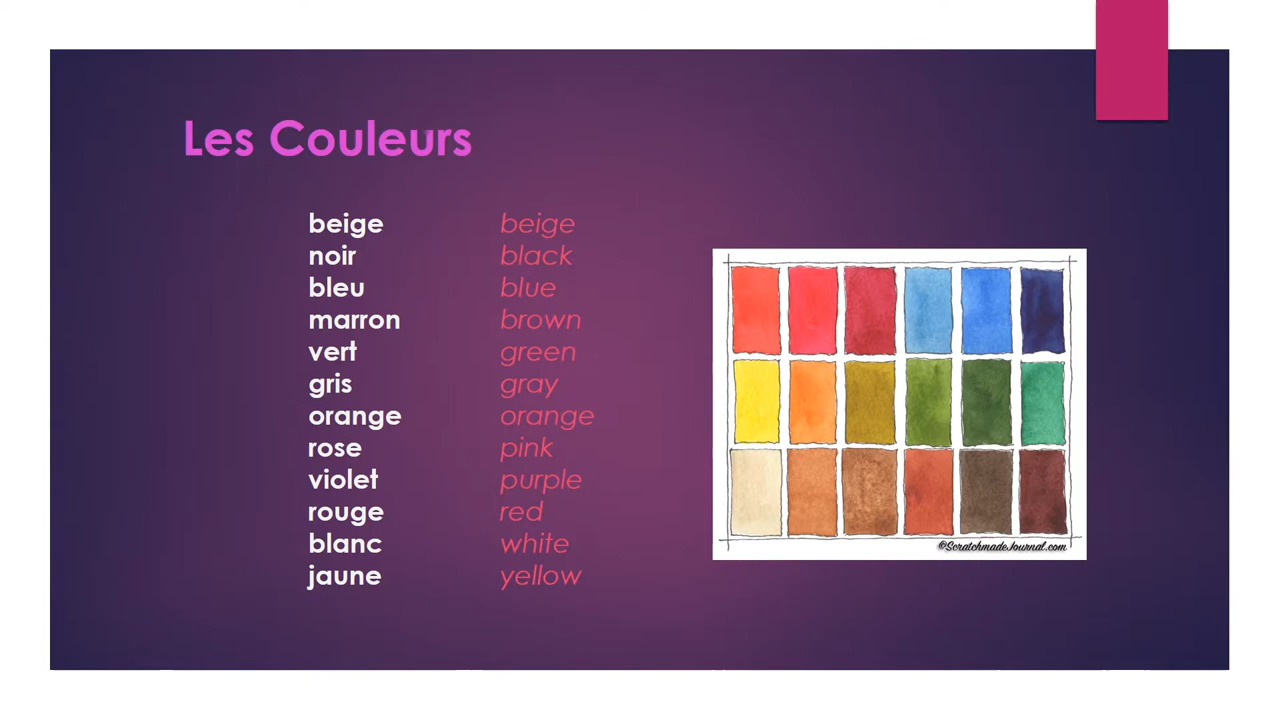 Les Couleurs
beige beige
noir black
bleu blue
marron brown
vert green
gris gray
orange orange
rose pink
violet purple
rouge red
blanc white
jaune yellow
©ScratchmadeJournal.com